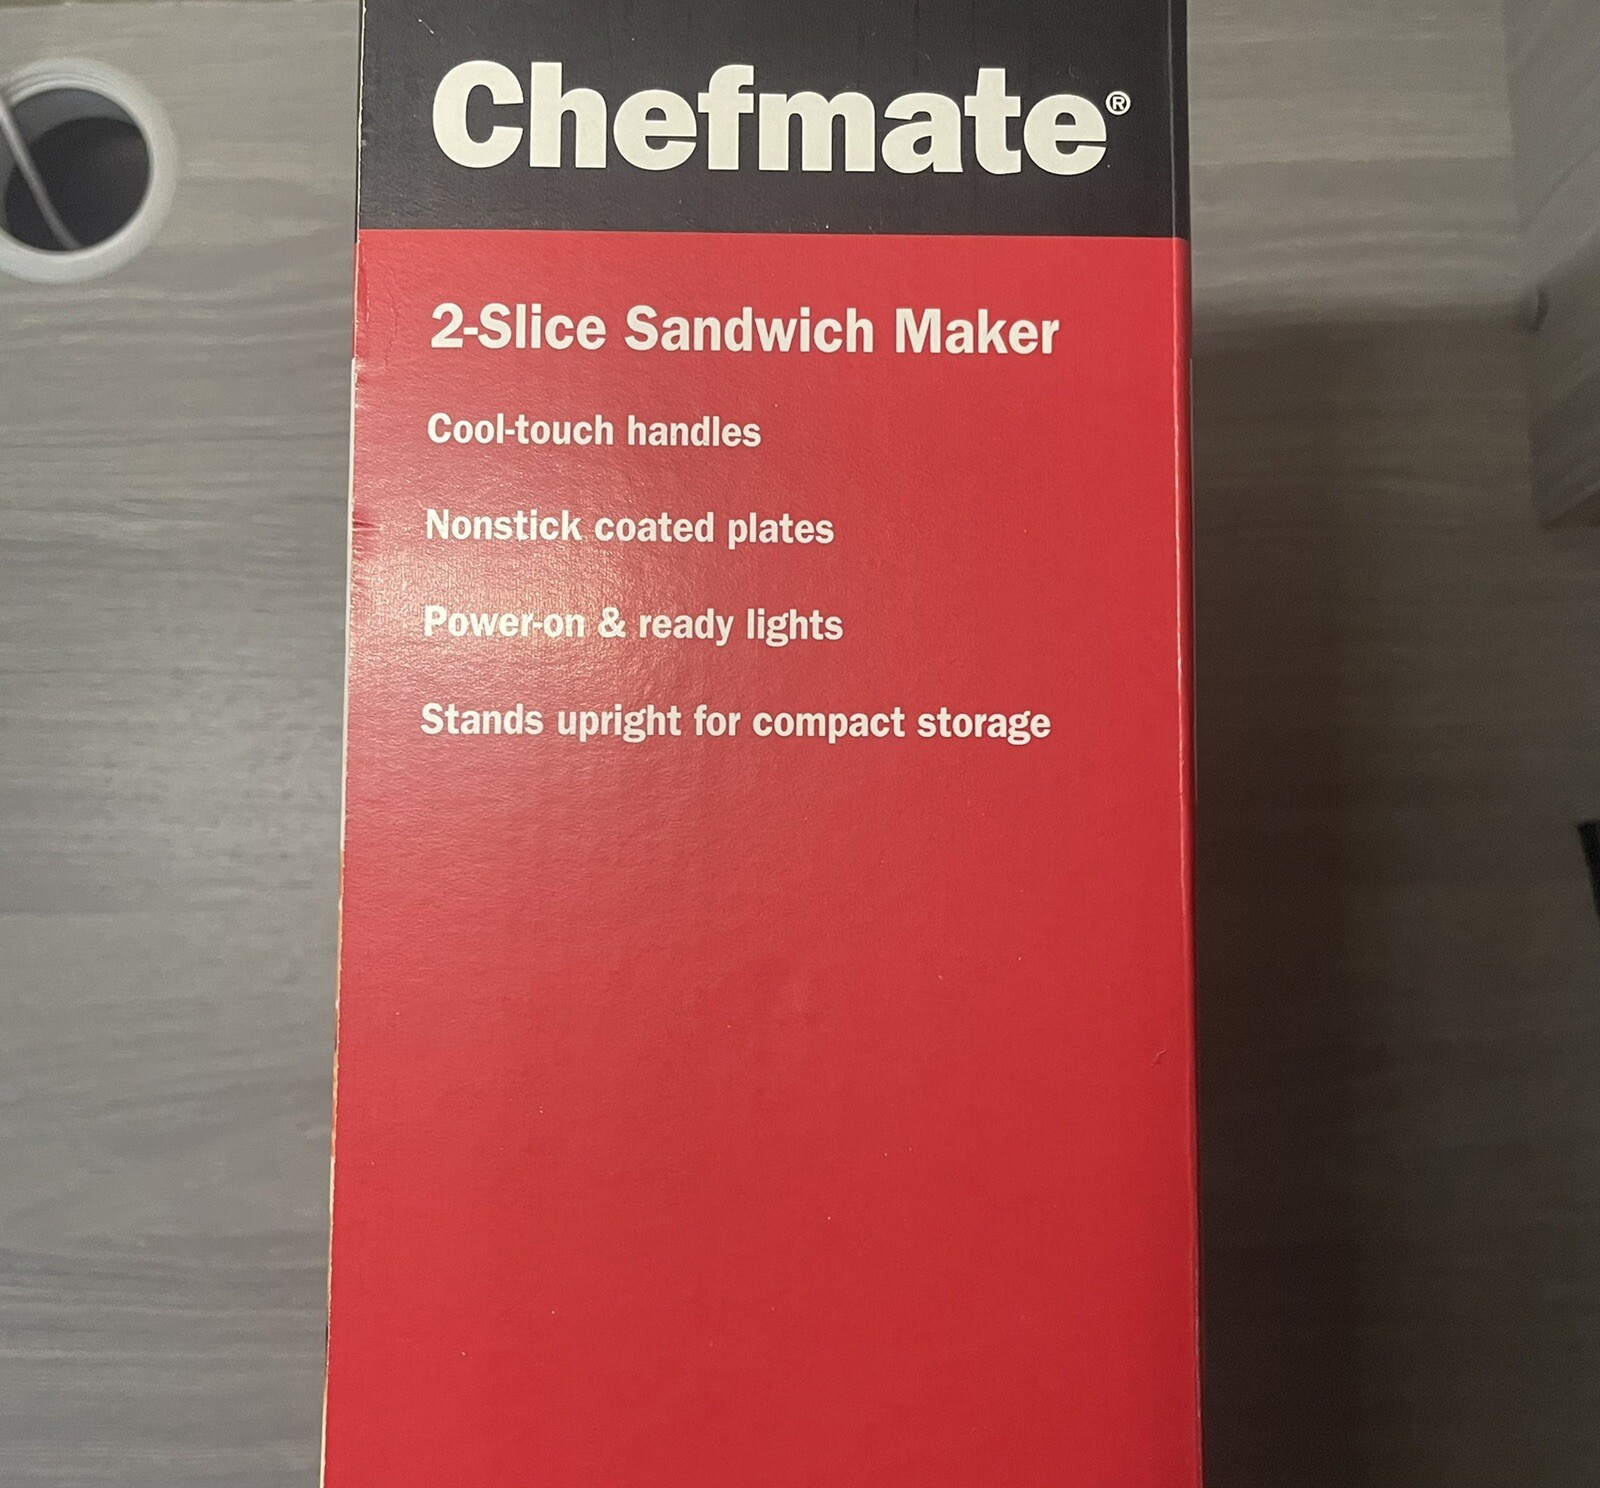 Chefmate®
2-Slice Sandwich Maker
Cool-touch handles
Nonstick coated plates
Power-on & ready lights
Stands upright for compact storage